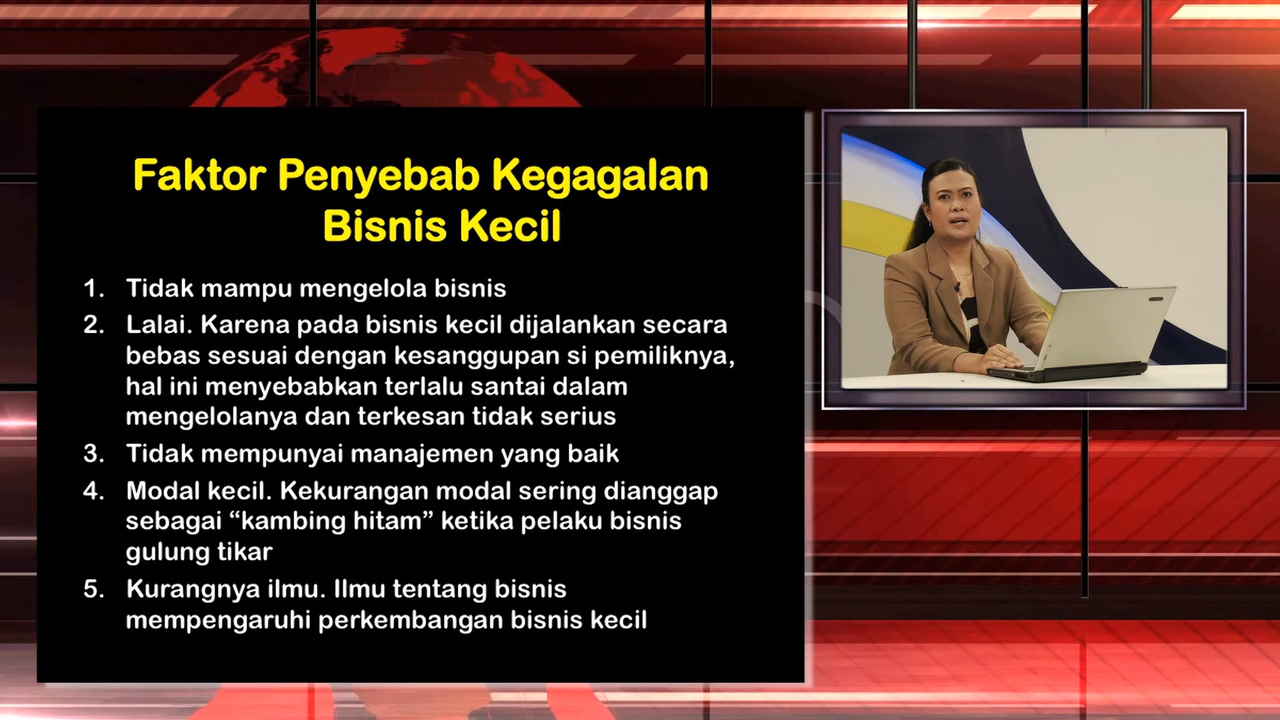 Faktor Penyebab Kegagalan
Bisnis Kecil
1. Tidak mampu mengelola bisnis
2. Lalai. Karena pada bisnis kecil dijalankan secara
bebas sesuai dengan kesanggupan si pemiliknya,
hal ini menyebabkan terlalu santai dalam
mengelolanya dan terkesan tidak serius
3. Tidak mempunyai manajemen yang baik
4. Modal kecil. Kekurangan modal sering dianggap
sebagai “kambing hitam” ketika pelaku bisnis
gulung tikar
5. Kurangnya ilmu. Ilmu tentang bisnis
mempengaruhi perkembangan bisnis kecil